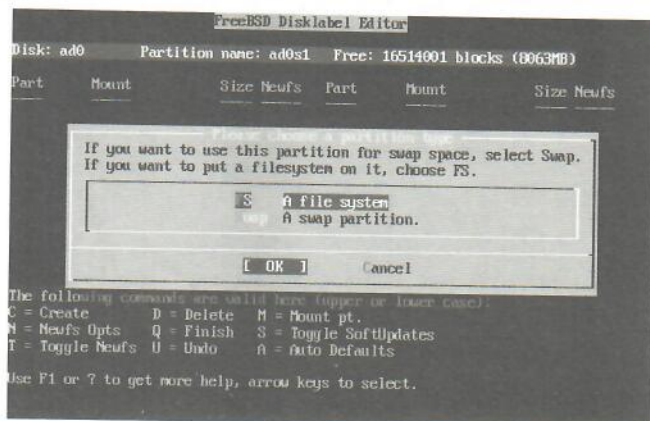 FreeBSD Disklabel Editor
Disk: ad0 Partition name: ad0s1 Free: 16514001 blocks (8063MB)
Part Mount Size Newfs Part Mount Size Newfs
Please choose a partition type
If you want to use this partition for swap space, select Swap.
If you want to put a filesystem on it, choose FS.
S A file system
A swap partition.
[ OK ] Cancel
The following commands are valid here (upper or lower case):
C = Create D = Delete M = Mount pt.
N = Newfs Opts Q = Finish S = Toggle SoftUpdates
T = Toggle Newfs U = Undo A = Auto Defaults
Use F1 or ? to get more help, arrow keys to select.